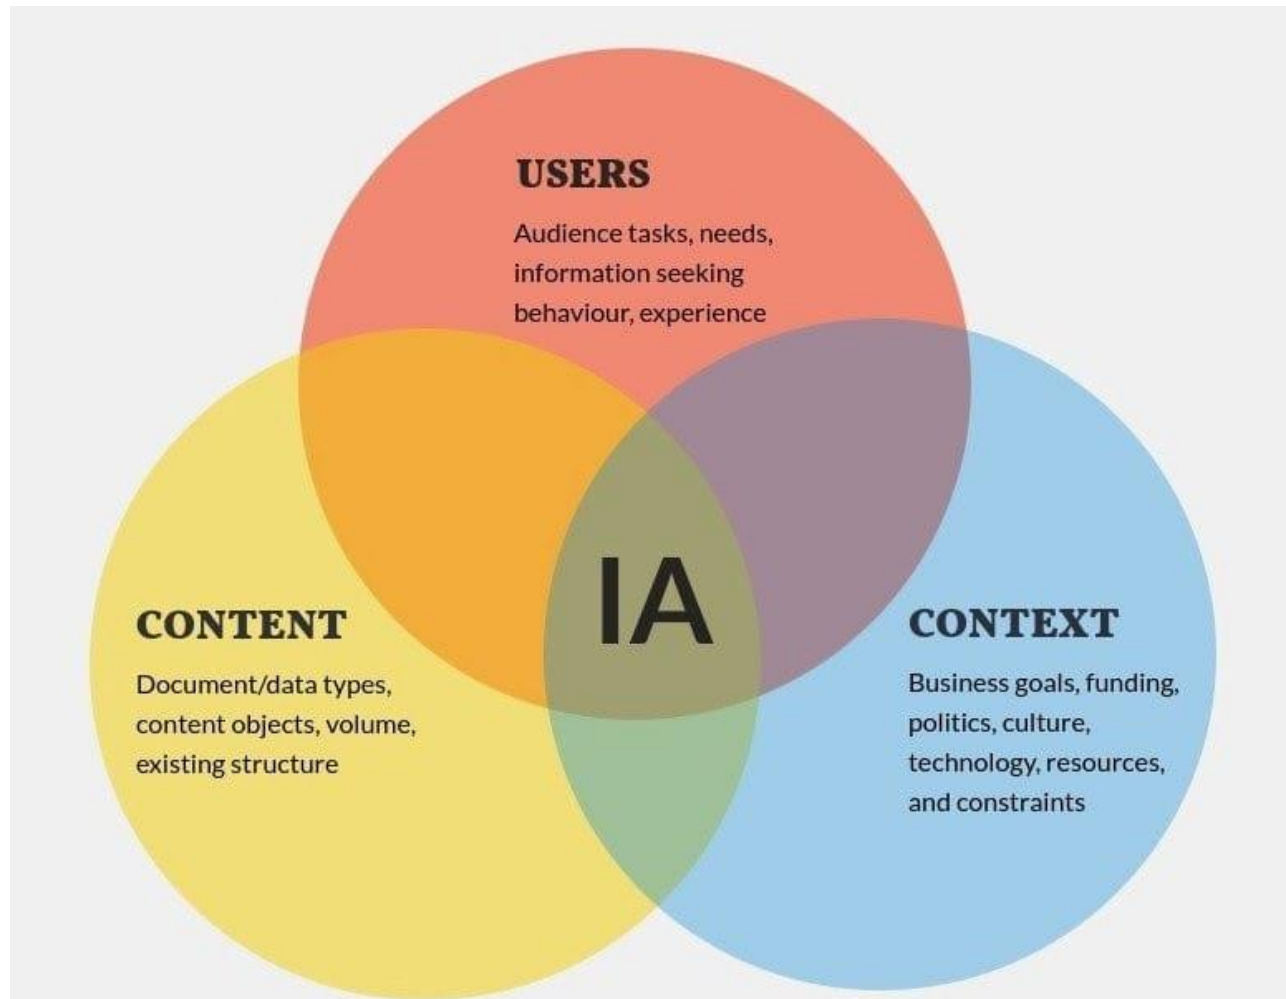 USERS
Audience tasks, needs,
information seeking
behaviour, experience
IA
CONTENT
Document/data types,
content objects, volume,
existing structure
CONTEXT
Business goals, funding,
politics, culture,
technology, resources,
and constraints